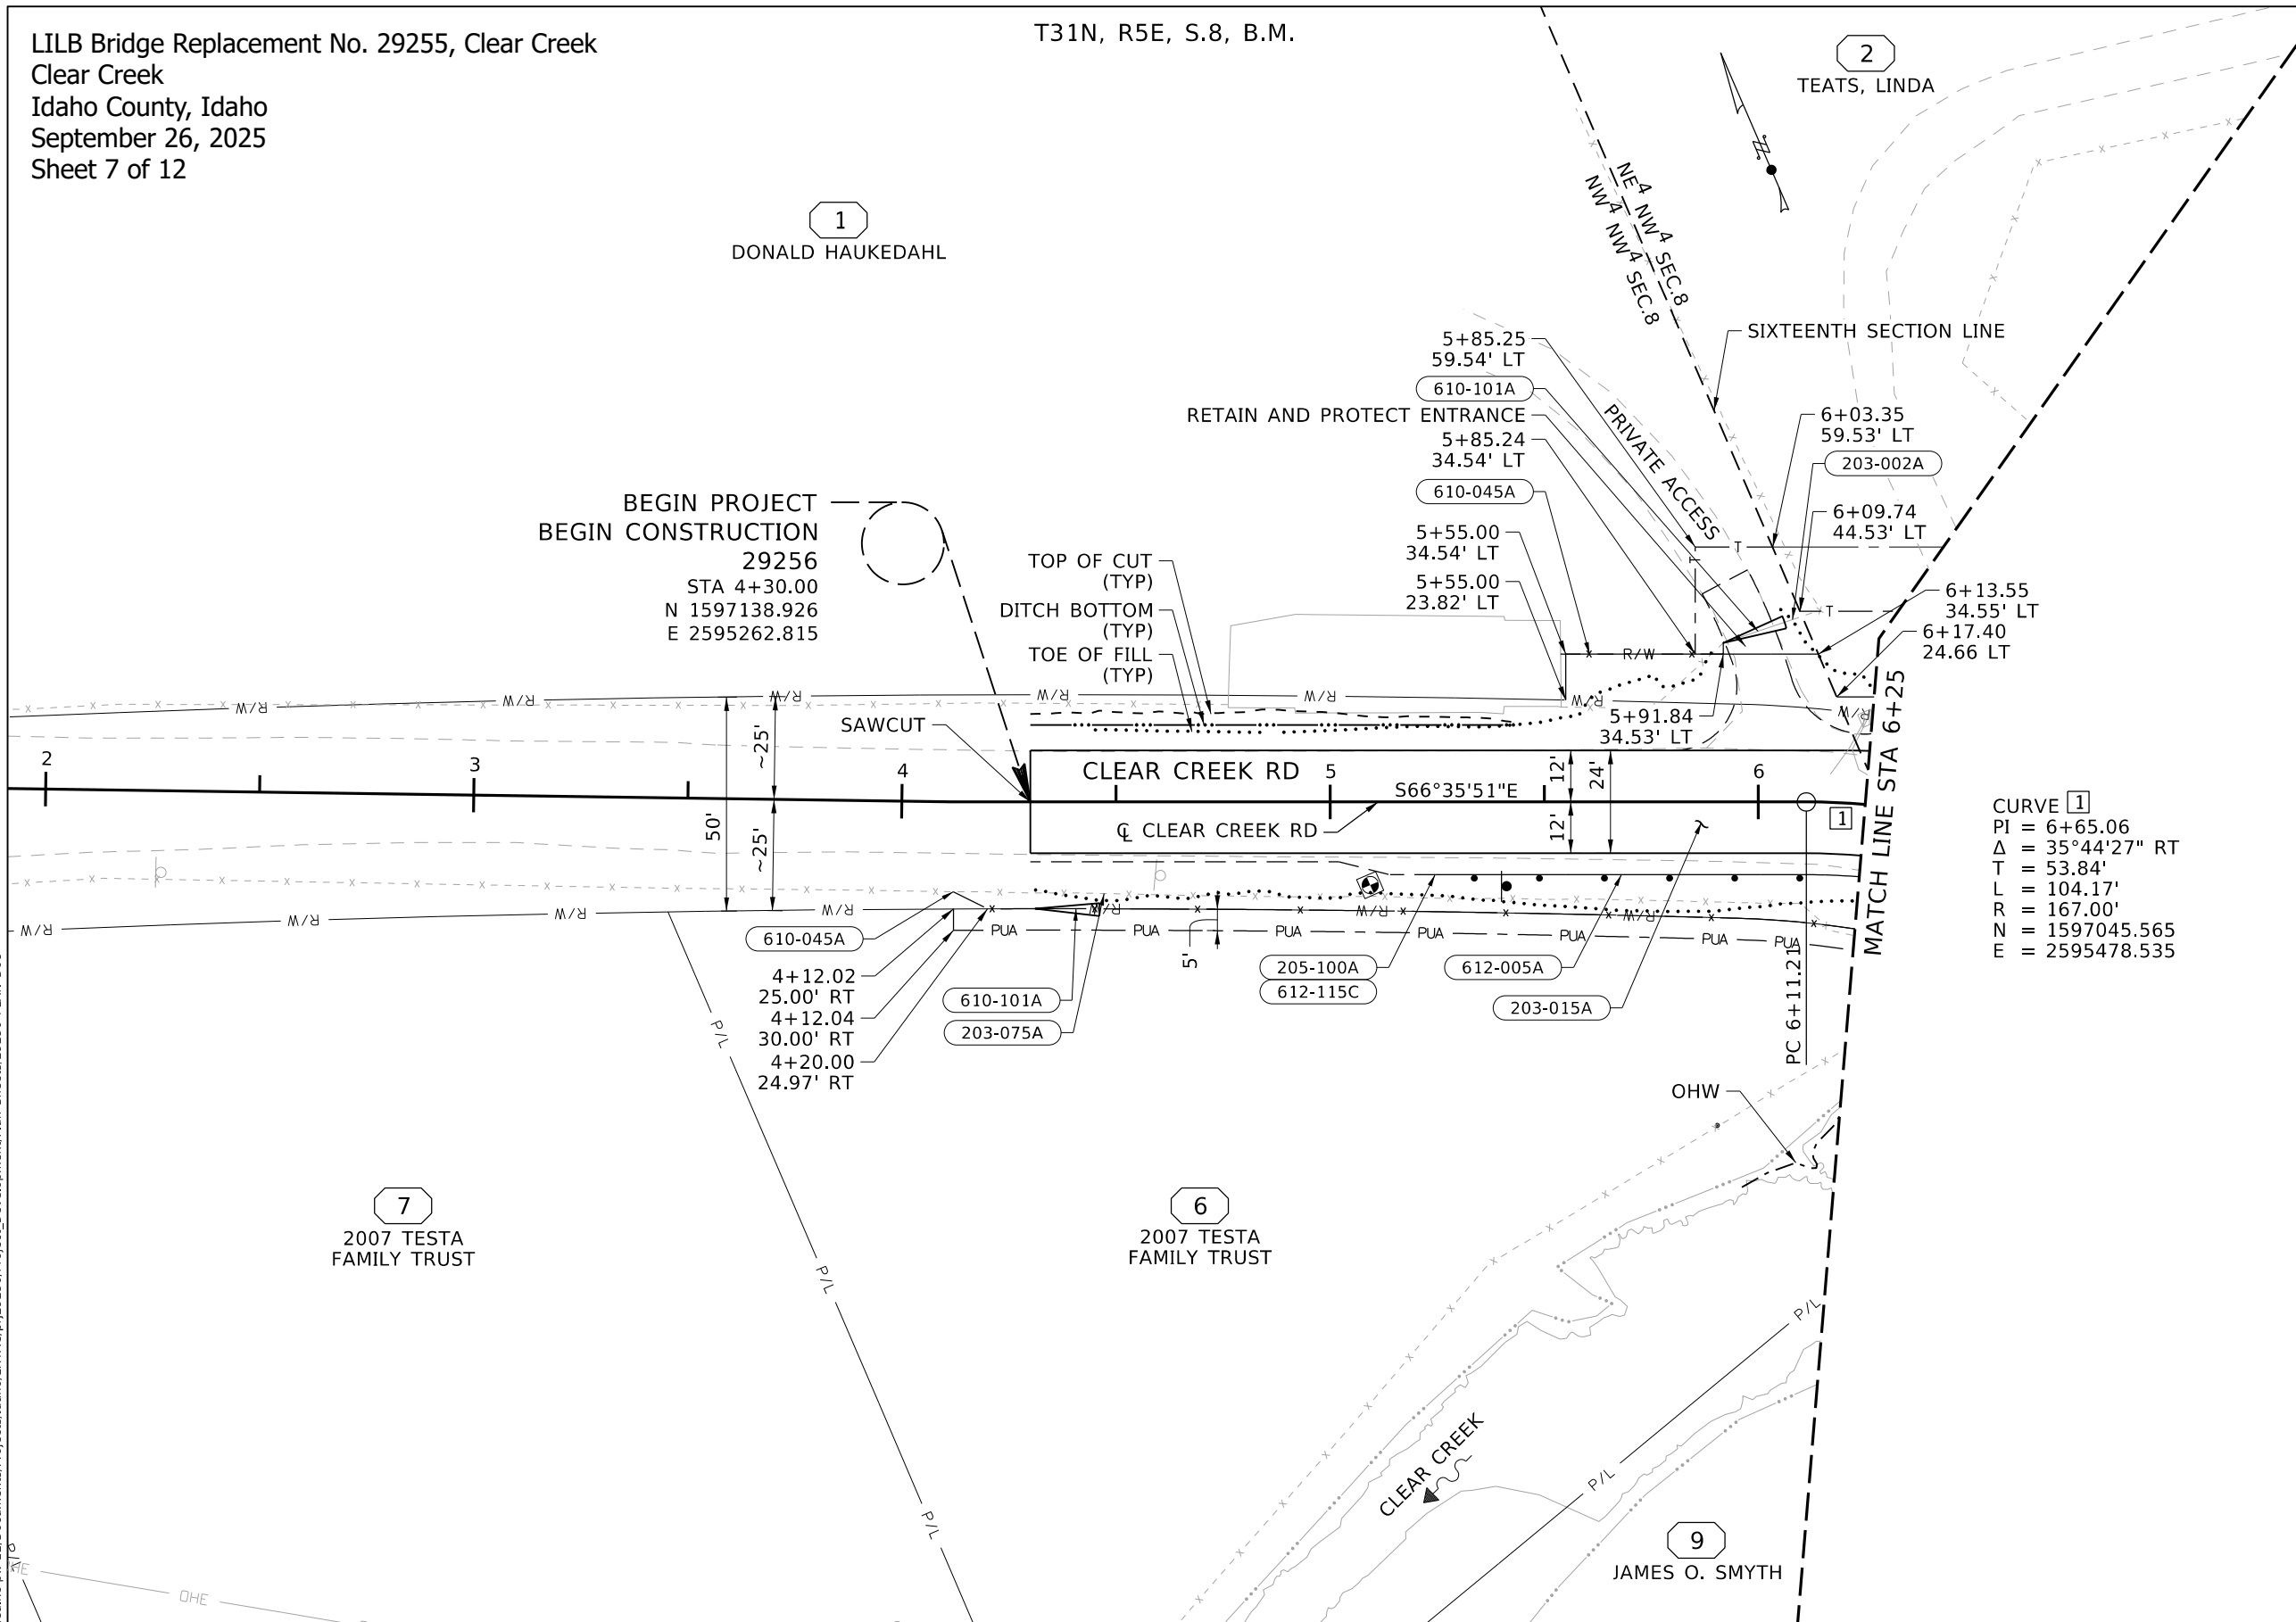 LILB Bridge Replacement No. 29255, Clear Creek
Clear Creek
Idaho County, Idaho
September 26, 2025
Sheet 7 of 12
T31N, R5E, S.8, B.M.
2
TEATS, LINDA
1
DONALD HAUKEDAHL
NE4 NW4 SEC.8
NW4 NW4 SEC.8
N
SIXTEENTH SECTION LINE
5+85.25
59.54' LT
610-101A
RETAIN AND PROTECT ENTRANCE
5+85.24
34.54' LT
610-045A
5+55.00
34.54' LT
5+55.00
23.82' LT
PRIVATE ACCESS
6+03.35
59.53' LT
203-002A
6+09.74
44.53' LT
6+13.55
34.55' LT
6+17.40
24.66 LT
5+91.84
34.53' LT
T
T
T
R/W
x
x
BEGIN PROJECT
BEGIN CONSTRUCTION
29256
STA 4+30.00
N 1597138.926
E 2595262.815
TOP OF CUT
(TYP)
DITCH BOTTOM
(TYP)
TOE OF FILL
(TYP)
R/W
R/W
R/W
R/W
R/W
R/W
R/W
SAWCUT
~25'
50'
~25'
2
3
4
5
6
CLEAR CREEK RD
S66°35'51"E
12'
24'
12'
℄ CLEAR CREEK RD
1
MATCH LINE STA 6+25
CURVE 1
PI = 6+65.06
Δ = 35°44'27" RT
T = 53.84'
L = 104.17'
R = 167.00'
N = 1597045.565
E = 2595478.535
R/W
R/W
R/W
R/W
R/W
R/W
R/W
PUA
PUA
PUA
PUA
PUA
PUA
PUA
5'
610-045A
4+12.02
25.00' RT
4+12.04
30.00' RT
4+20.00
24.97' RT
610-101A
203-075A
205-100A
612-115C
612-005A
203-015A
PC 6+11.21
OHW
P/L
P/L
P/L
P/L
P/L
7
2007 TESTA
FAMILY TRUST
6
2007 TESTA
FAMILY TRUST
CLEAR CREEK
9
JAMES O. SMYTH
OHE